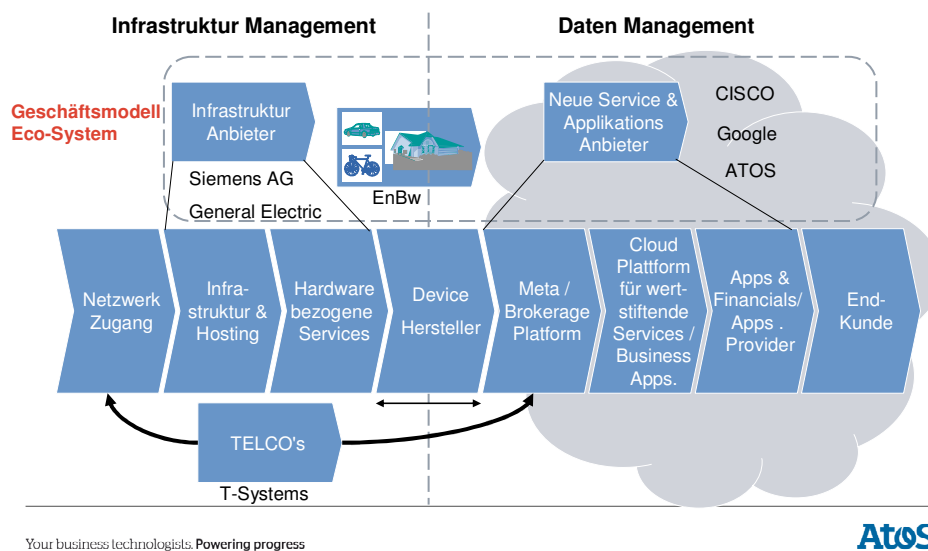 Infrastruktur Management
Daten Management
Geschäftsmodell
Eco-System
Infrastruktur
Anbieter
Siemens AG
General Electric
EnBw
Neue Service &
Applikations
Anbieter
CISCO
Google
ATOS
Netzwerk
Zugang
Infra-
struktur &
Hosting
Hardware
bezogene
Services
Device
Hersteller
Meta /
Brokerage
Platform
Cloud
Plattform
für wert-
stiftende
Services /
Business
Apps.
Apps &
Financials/
Apps .
Provider
End-
Kunde
TELCO's
T-Systems
Your business technologists. Powering progress
Atos